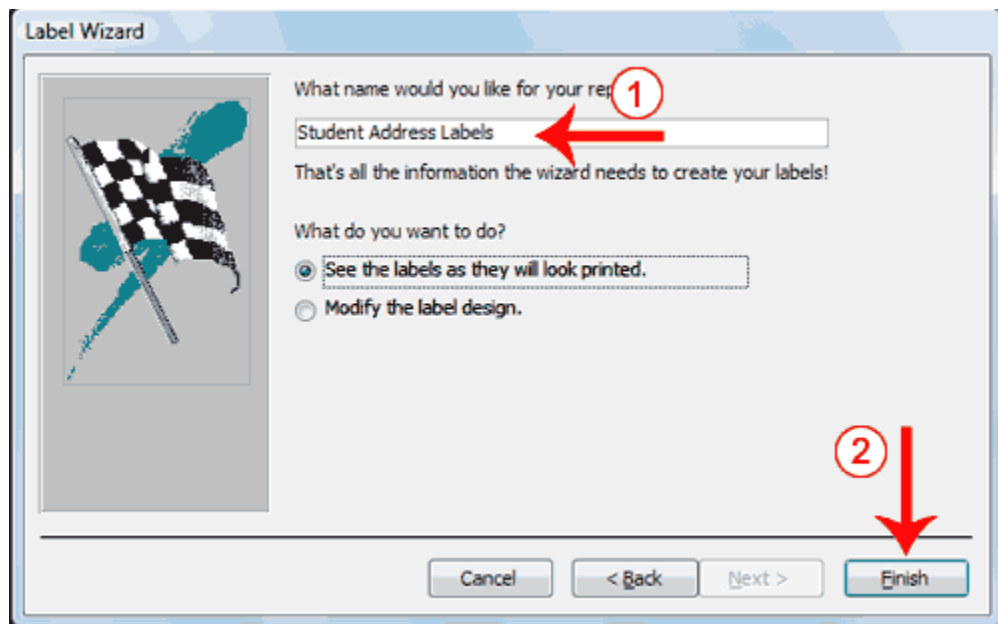 Label Wizard
What name would you like for your rep
1
Student Address Labels
That's all the information the wizard needs to create your labels!
What do you want to do?
See the labels as they will look printed.
Modify the label design.
2
Cancel
< Back
Next >
Finish